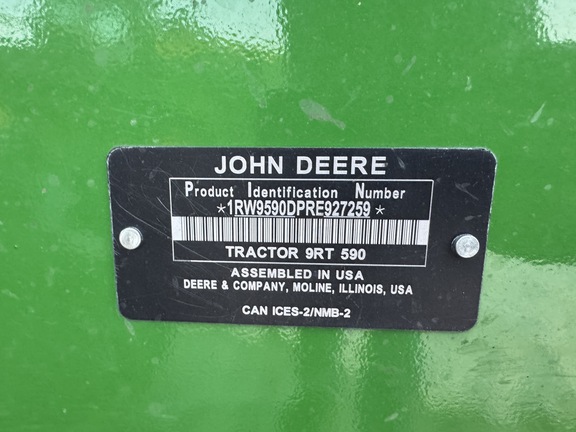 JOHN DEERE
Product Identification Number
*1RW9590DPRE927259*
TRACTOR 9RT 590
ASSEMBLED IN USA
DEERE & COMPANY, MOLINE, ILLINOIS, USA
CAN ICES-2/NMB-2